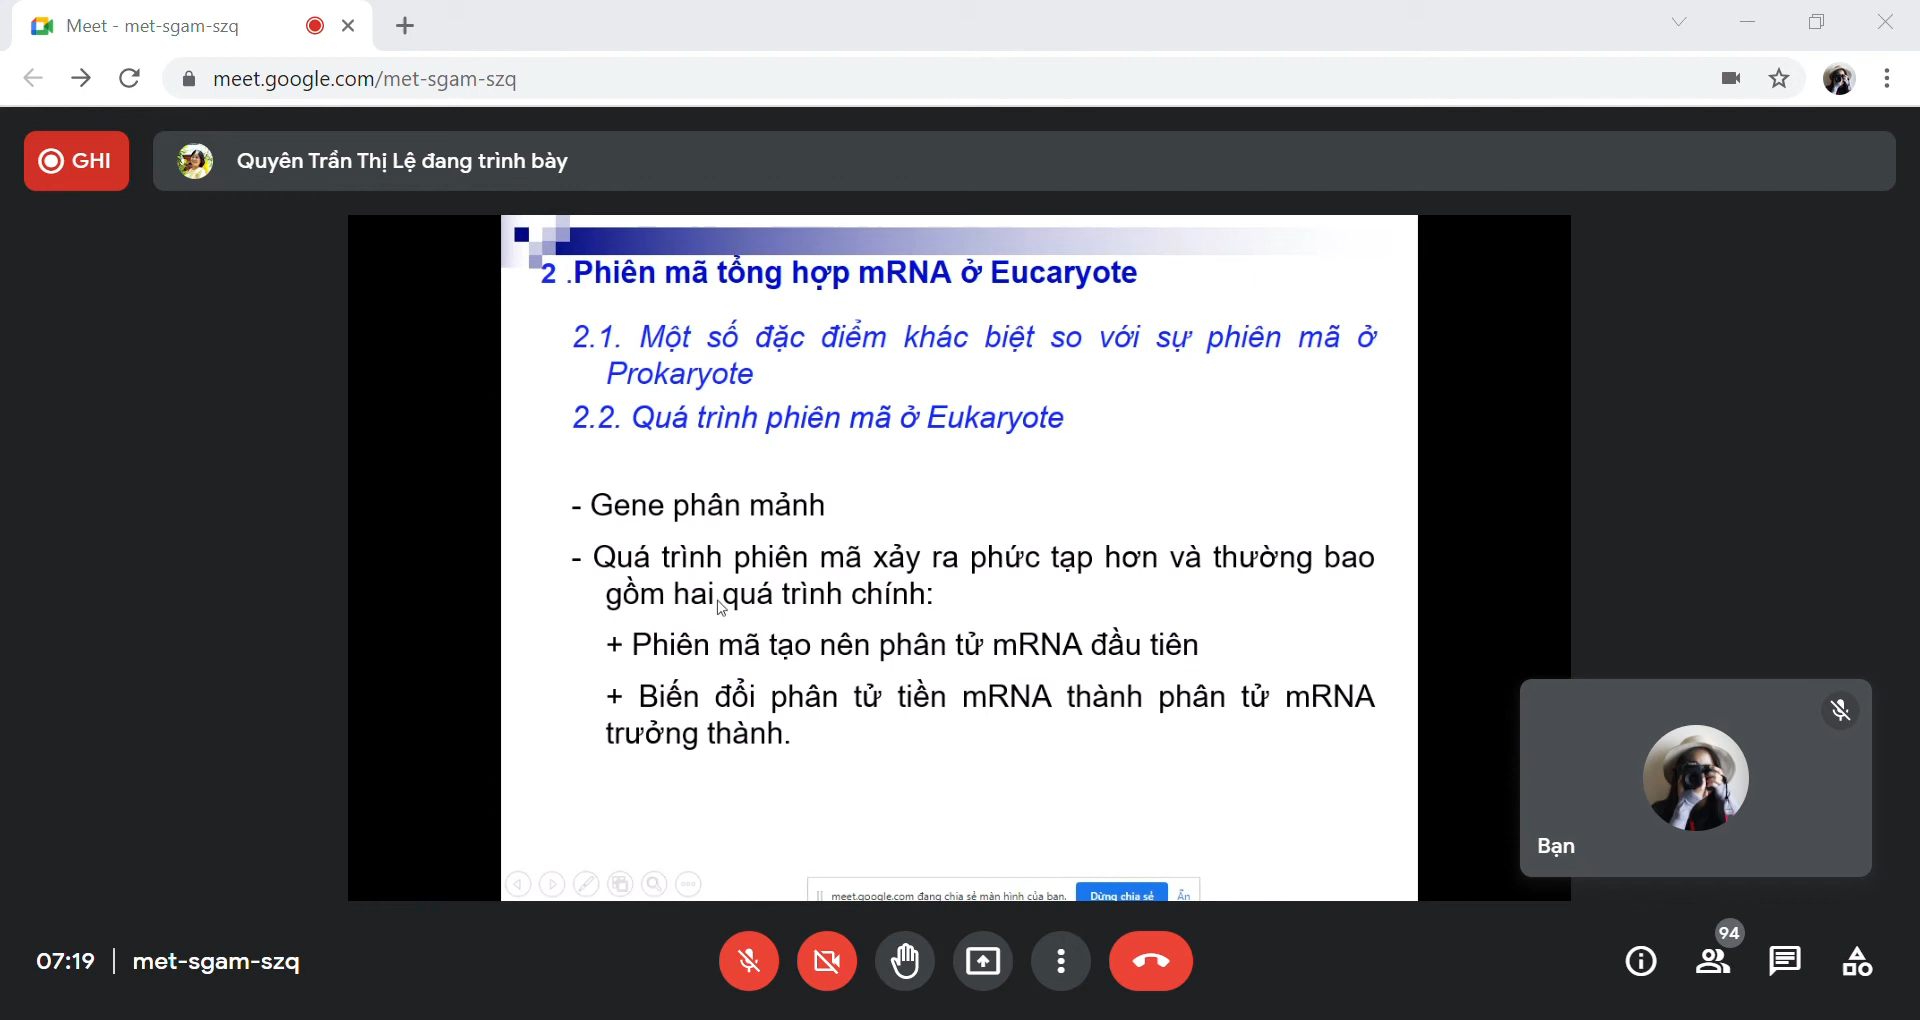 Meet - met-sgam-szq
meet.google.com/met-sgam-szq
GHI
Quyên Trần Thị Lệ đang trình bày
2 .Phiên mã tổng hợp mRNA ở Eucaryote
2.1. Một số đặc điểm khác biệt so với sự phiên mã ở
Prokaryote
2.2. Quá trình phiên mã ở Eukaryote
- Gene phân mảnh
- Quá trình phiên mã xảy ra phức tạp hơn và thường bao
gồm hai quá trình chính:
+ Phiên mã tạo nên phân tử mRNA đầu tiên
+ Biến đổi phân tử tiền mRNA thành phân tử mRNA
trưởng thành.
Bạn
meet.google.com đang chia sẻ màn hình của bạn. Dừng chia sẻ Ẩn
94
07:19 met-sgam-szq